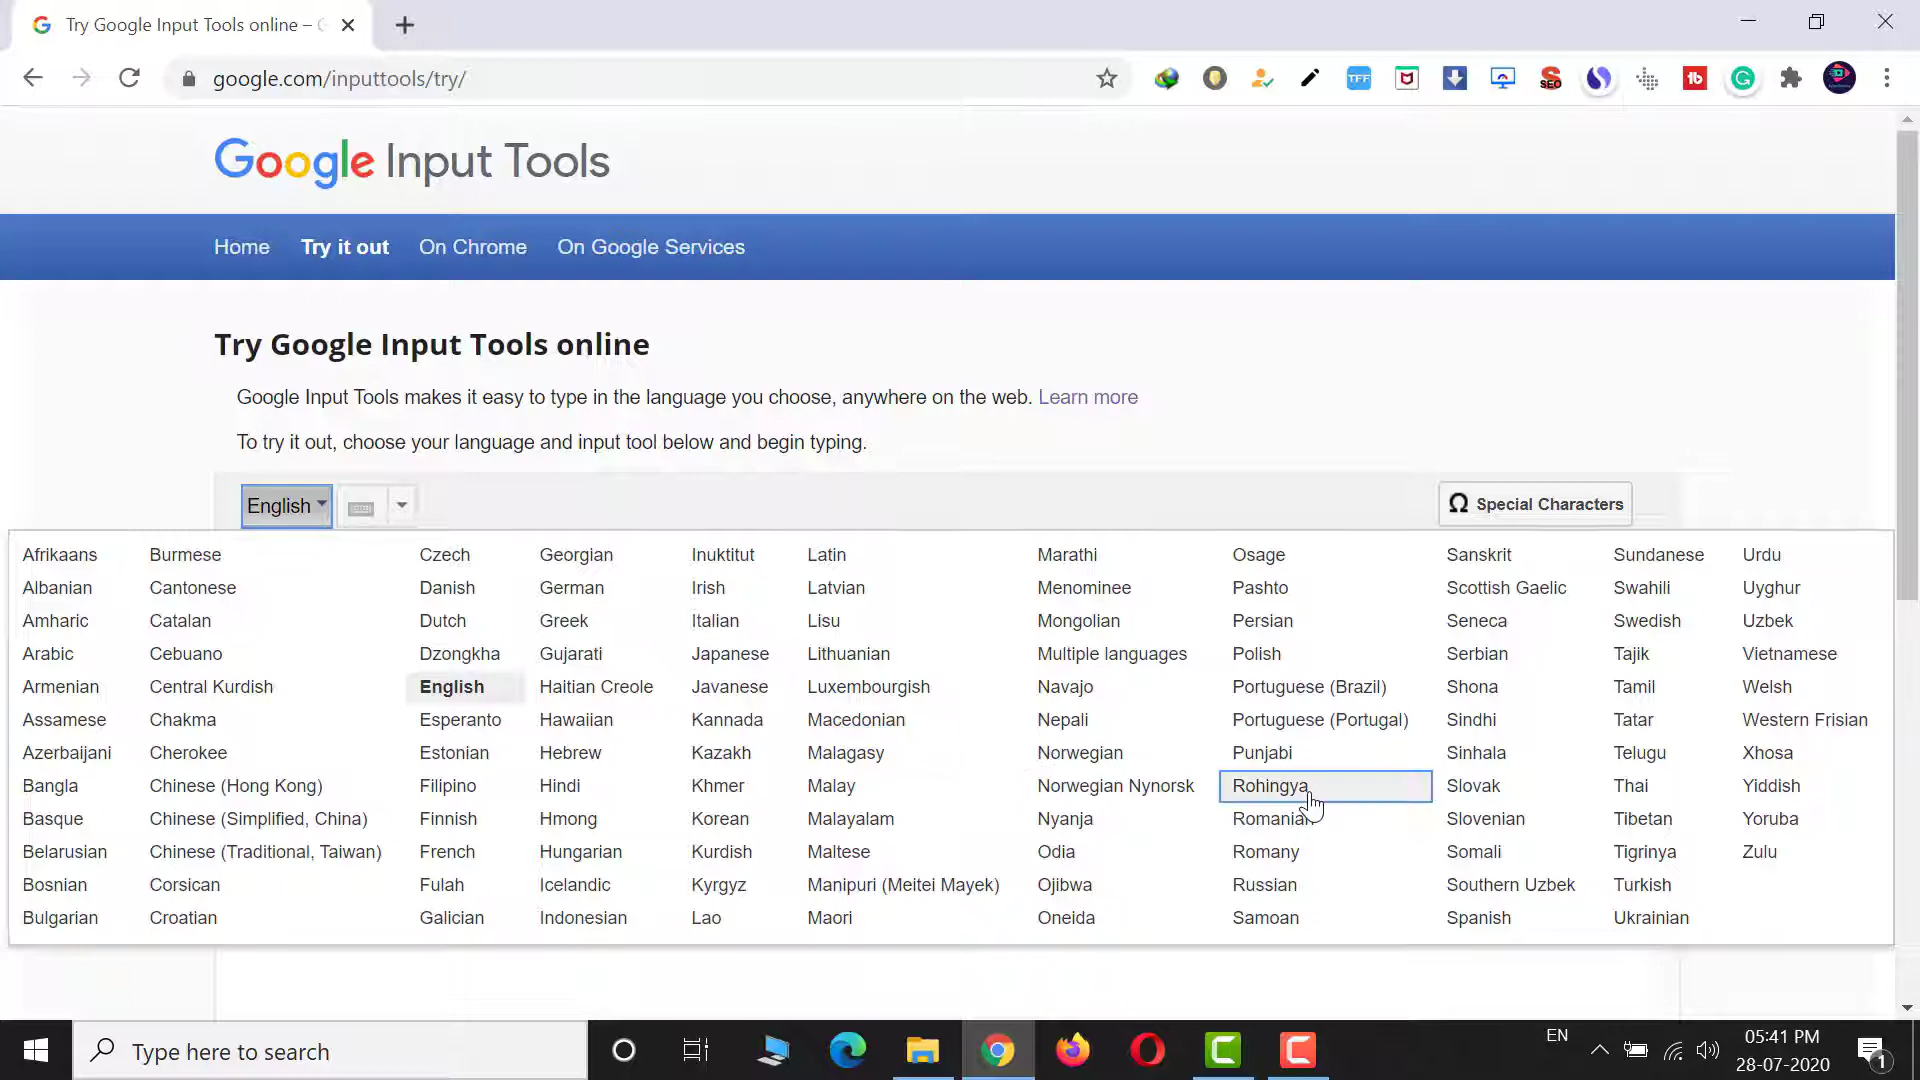 Try Google Input Tools online –
google.com/inputtools/try/
TFF
SEO
tb
Google Input Tools
Home Try it out On Chrome On Google Services
Try Google Input Tools online
Google Input Tools makes it easy to type in the language you choose, anywhere on the web. Learn more
To try it out, choose your language and input tool below and begin typing.
English
Ω Special Characters
Afrikaans Burmese Czech Georgian Inuktitut Latin Marathi Osage Sanskrit Sundanese Urdu
Albanian Cantonese Danish German Irish Latvian Menominee Pashto Scottish Gaelic Swahili Uyghur
Amharic Catalan Dutch Greek Italian Lisu Mongolian Persian Seneca Swedish Uzbek
Arabic Cebuano Dzongkha Gujarati Japanese Lithuanian Multiple languages Polish Serbian Tajik Vietnamese
Armenian Central Kurdish English Haitian Creole Javanese Luxembourgish Navajo Portuguese (Brazil) Shona Tamil Welsh
Assamese Chakma Esperanto Hawaiian Kannada Macedonian Nepali Portuguese (Portugal) Sindhi Tatar Western Frisian
Azerbaijani Cherokee Estonian Hebrew Kazakh Malagasy Norwegian Punjabi Sinhala Telugu Xhosa
Bangla Chinese (Hong Kong) Filipino Hindi Khmer Malay Norwegian Nynorsk Rohingya Slovak Thai Yiddish
Basque Chinese (Simplified, China) Finnish Hmong Korean Malayalam Nyanja Romanian Slovenian Tibetan Yoruba
Belarusian Chinese (Traditional, Taiwan) French Hungarian Kurdish Maltese Odia Romany Somali Tigrinya Zulu
Bosnian Corsican Fulah Icelandic Kyrgyz Manipuri (Meitei Mayek) Ojibwa Russian Southern Uzbek Turkish
Bulgarian Croatian Galician Indonesian Lao Maori Oneida Samoan Spanish Ukrainian
Type here to search
EN
05:41 PM
28-07-2020
1